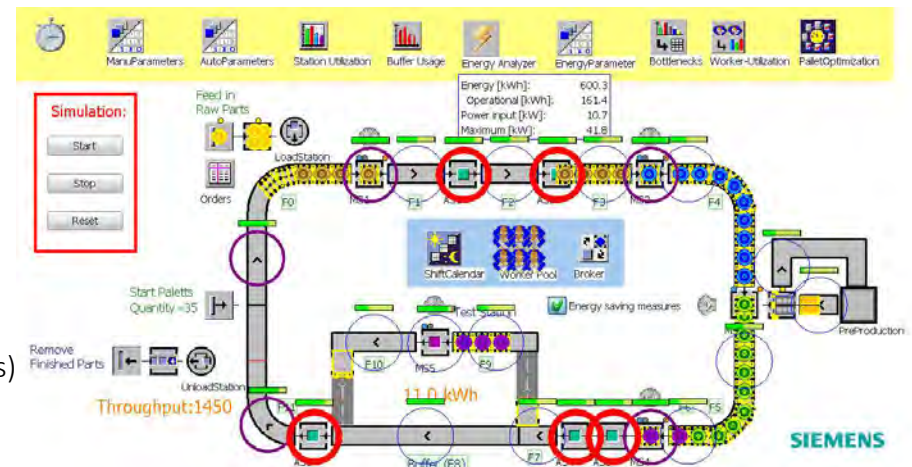 ManuParameters
AutoParameters
Station Utilization
Buffer Usage
Energy Analyzer
EnergyParameter
Bottlenecks
Worker-Utilization
PalletOptimization
Energy [kWh]: 600.3
Operational [kWh]: 161.4
Power input [kW]: 10.7
Maximum [kW]: 41.8
Simulation:
Start
Stop
Reset
Feed in
Raw Parts
LoadStation
Orders
F0
F1
F2
F3
F4
ShiftCalendar
Worker Pool
Broker
Start Paletts
Quantity =35
Energy saving measures
Test Station
PreProduction
Remove
Finished Parts
s)
F10
MS5
F9
UnloadStation
11.0 kWh
Throughput:1450
F5
F7
Buffer (F8)
SIEMENS